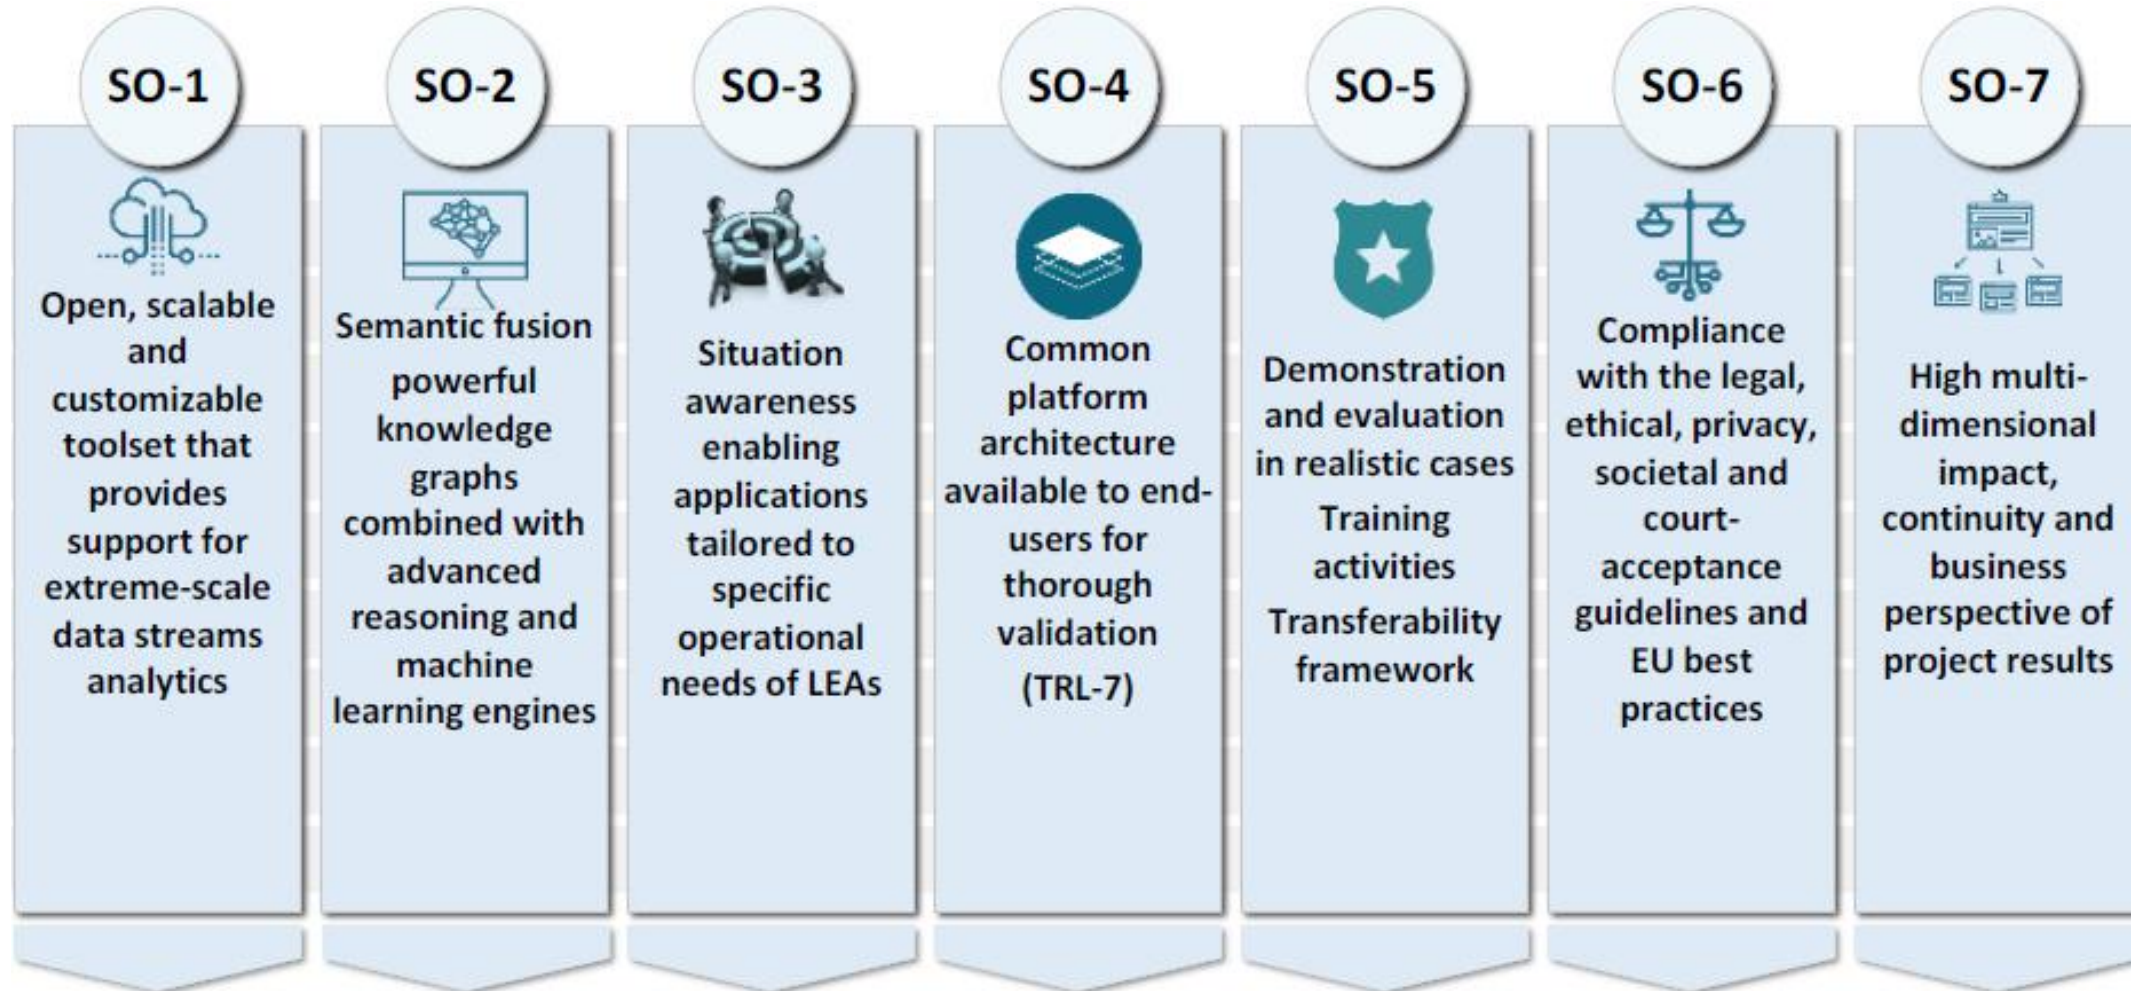 SO-1
Open, scalable
and
customizable
toolset that
provides
support for
extreme-scale
data streams
analytics
SO-2
Semantic fusion
powerful
knowledge
graphs
combined with
advanced
reasoning and
machine
learning engines
SO-3
Situation
awareness
enabling
applications
tailored to
specific
operational
needs of LEAs
SO-4
Common
platform
architecture
available to end-
users for
thorough
validation
(TRL-7)
SO-5
Demonstration
and evaluation
in realistic cases
Training
activities
Transferability
framework
SO-6
Compliance
with the legal,
ethical, privacy,
societal and
court-
acceptance
guidelines and
EU best
practices
SO-7
High multi-
dimensional
impact,
continuity and
business
perspective of
project results